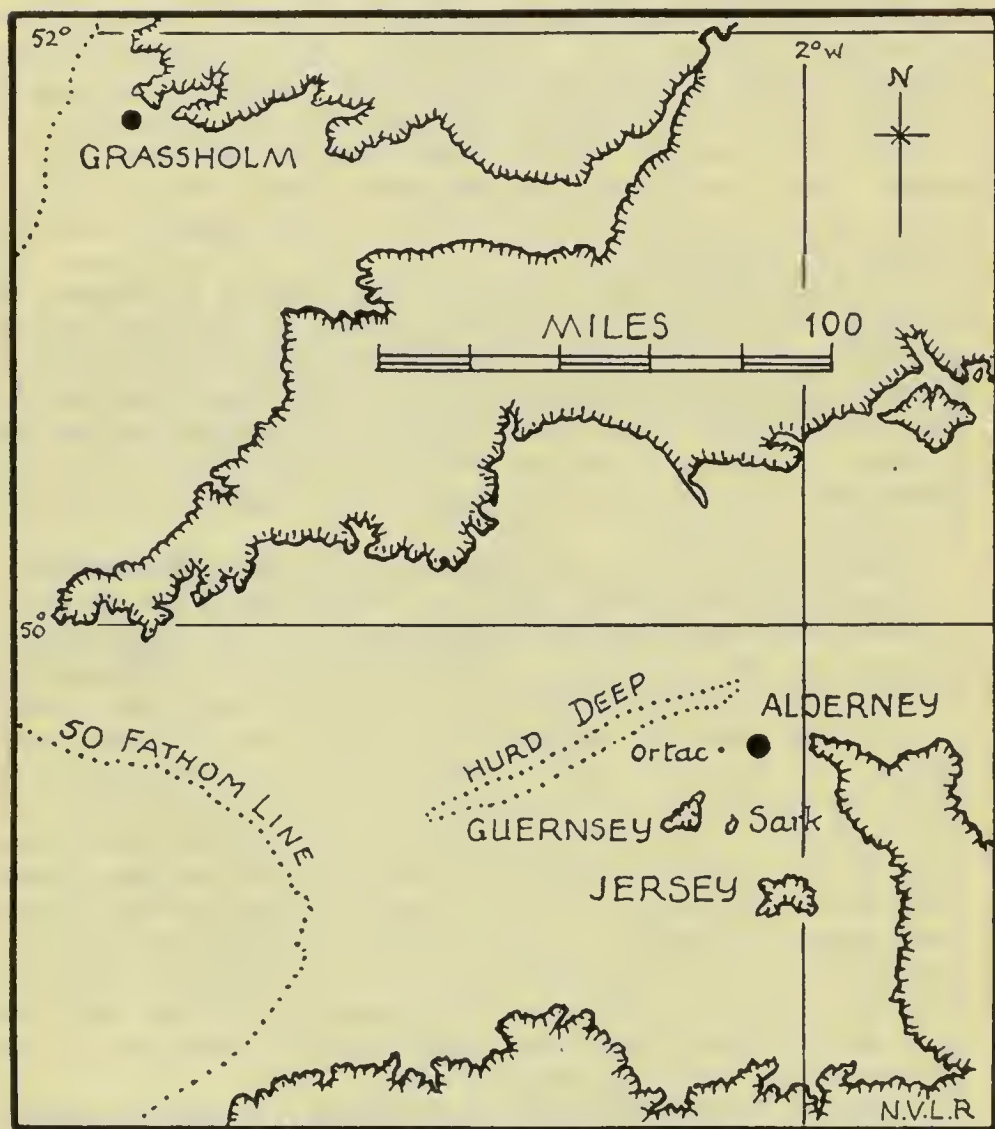 52°
2°W
N
GRASSHOLM
MILES 100
50°
HURD DEEP
ALDERNEY
50 FATHOM LINE
Ortac
GUERNSEY
Sark
JERSEY
N.V.L.R